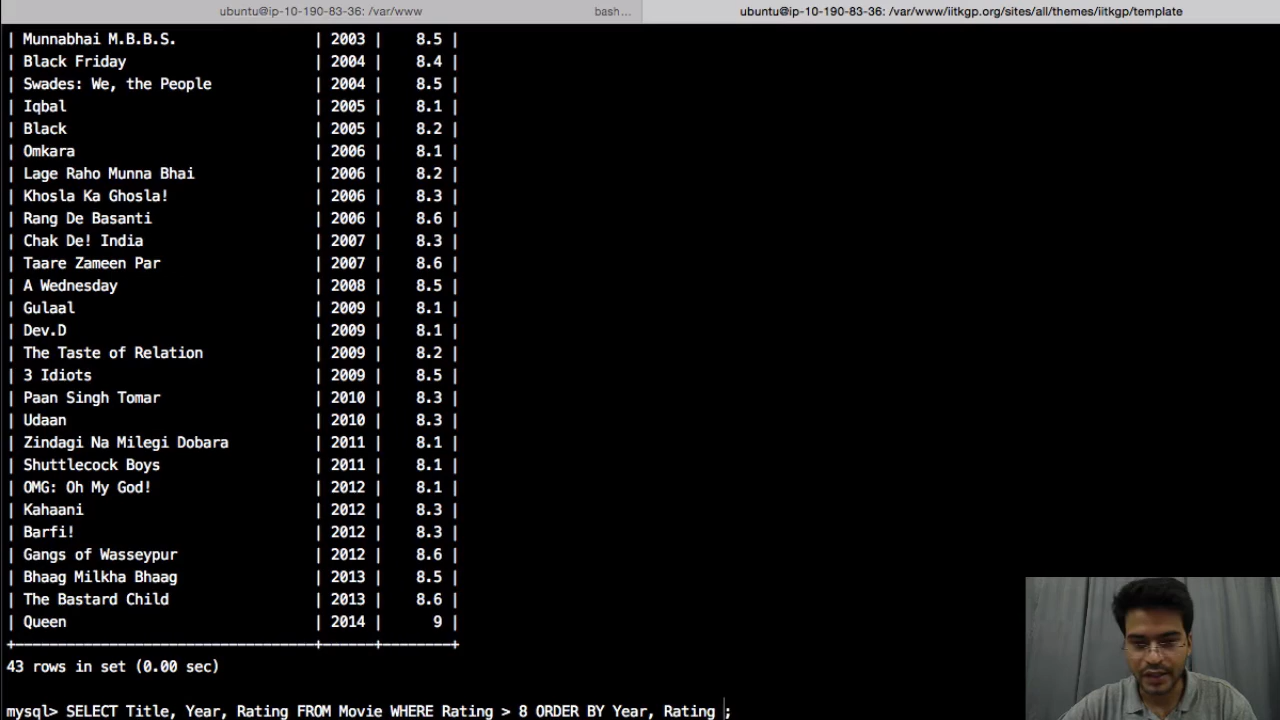 ubuntu@ip-10-190-83-36: /var/www bash... ubuntu@ip-10-190-83-36: /var/www/iitkgp.org/sites/all/themes/iitkgp/template
| Munnabhai M.B.B.S. | 2003 | 8.5 |
| Black Friday | 2004 | 8.4 |
| Swades: We, the People | 2004 | 8.5 |
| Iqbal | 2005 | 8.1 |
| Black | 2005 | 8.2 |
| Omkara | 2006 | 8.1 |
| Lage Raho Munna Bhai | 2006 | 8.2 |
| Khosla Ka Ghosla! | 2006 | 8.3 |
| Rang De Basanti | 2006 | 8.6 |
| Chak De! India | 2007 | 8.3 |
| Taare Zameen Par | 2007 | 8.6 |
| A Wednesday | 2008 | 8.5 |
| Gulaal | 2009 | 8.1 |
| Dev.D | 2009 | 8.1 |
| The Taste of Relation | 2009 | 8.2 |
| 3 Idiots | 2009 | 8.5 |
| Paan Singh Tomar | 2010 | 8.3 |
| Udaan | 2010 | 8.3 |
| Zindagi Na Milegi Dobara | 2011 | 8.1 |
| Shuttlecock Boys | 2011 | 8.1 |
| OMG: Oh My God! | 2012 | 8.1 |
| Kahaani | 2012 | 8.3 |
| Barfi! | 2012 | 8.3 |
| Gangs of Wasseypur | 2012 | 8.6 |
| Bhaag Milkha Bhaag | 2013 | 8.5 |
| The Bastard Child | 2013 | 8.6 |
| Queen | 2014 | 9 |
43 rows in set (0.00 sec)
mysql> SELECT Title, Year, Rating FROM Movie WHERE Rating > 8 ORDER BY Year, Rating ;